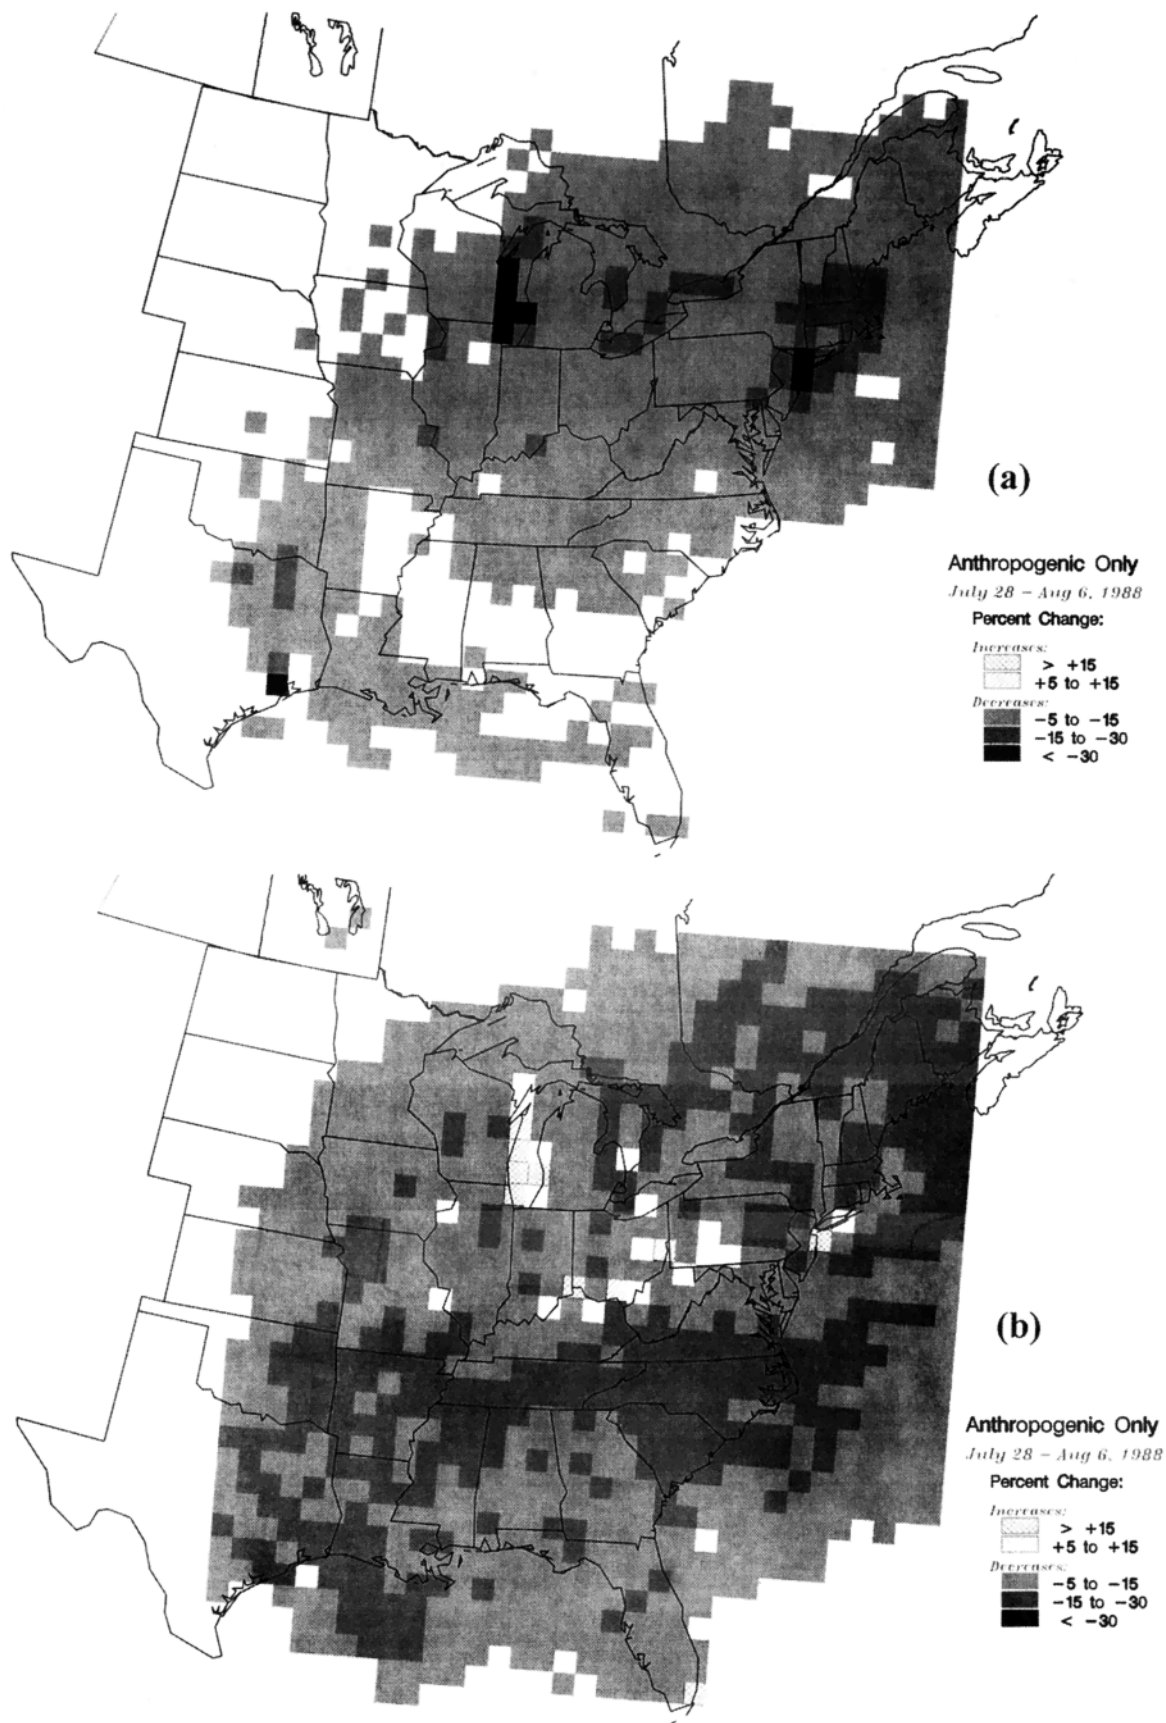 (a)
Anthropogenic Only
July 28 – Aug 6, 1988
Percent Change:
Increases:
> +15
+5 to +15
Decreases:
−5 to −15
−15 to −30
< −30
(b)
Anthropogenic Only
July 28 – Aug 6, 1988
Percent Change:
Increases:
> +15
+5 to +15
Decreases:
−5 to −15
−15 to −30
< −30